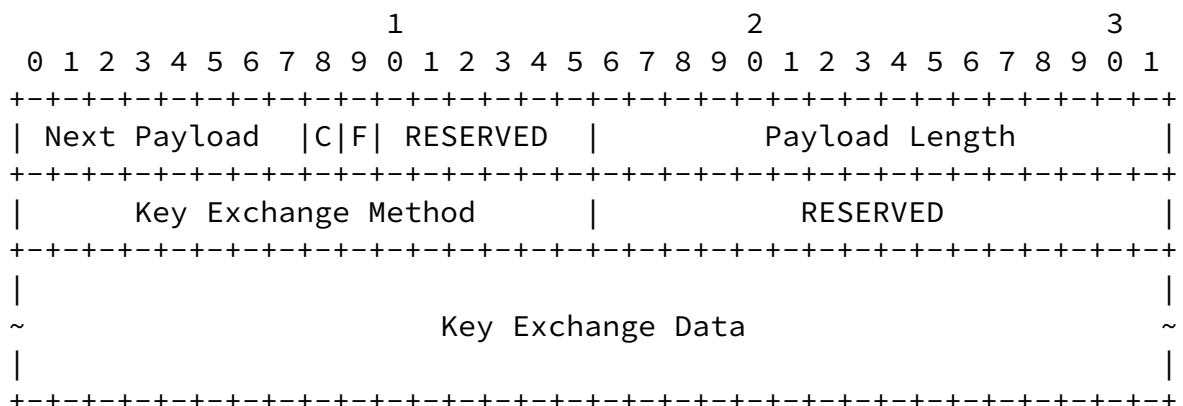 1                   2                   3
 0 1 2 3 4 5 6 7 8 9 0 1 2 3 4 5 6 7 8 9 0 1 2 3 4 5 6 7 8 9 0 1
+-+-+-+-+-+-+-+-+-+-+-+-+-+-+-+-+-+-+-+-+-+-+-+-+-+-+-+-+-+-+-+-+
| Next Payload  |C|F| RESERVED  |         Payload Length        |
+-+-+-+-+-+-+-+-+-+-+-+-+-+-+-+-+-+-+-+-+-+-+-+-+-+-+-+-+-+-+-+-+
|      Key Exchange Method      |           RESERVED            |
+-+-+-+-+-+-+-+-+-+-+-+-+-+-+-+-+-+-+-+-+-+-+-+-+-+-+-+-+-+-+-+-+
|                                                               |
~                       Key Exchange Data                       ~
|                                                               |
+-+-+-+-+-+-+-+-+-+-+-+-+-+-+-+-+-+-+-+-+-+-+-+-+-+-+-+-+-+-+-+-+